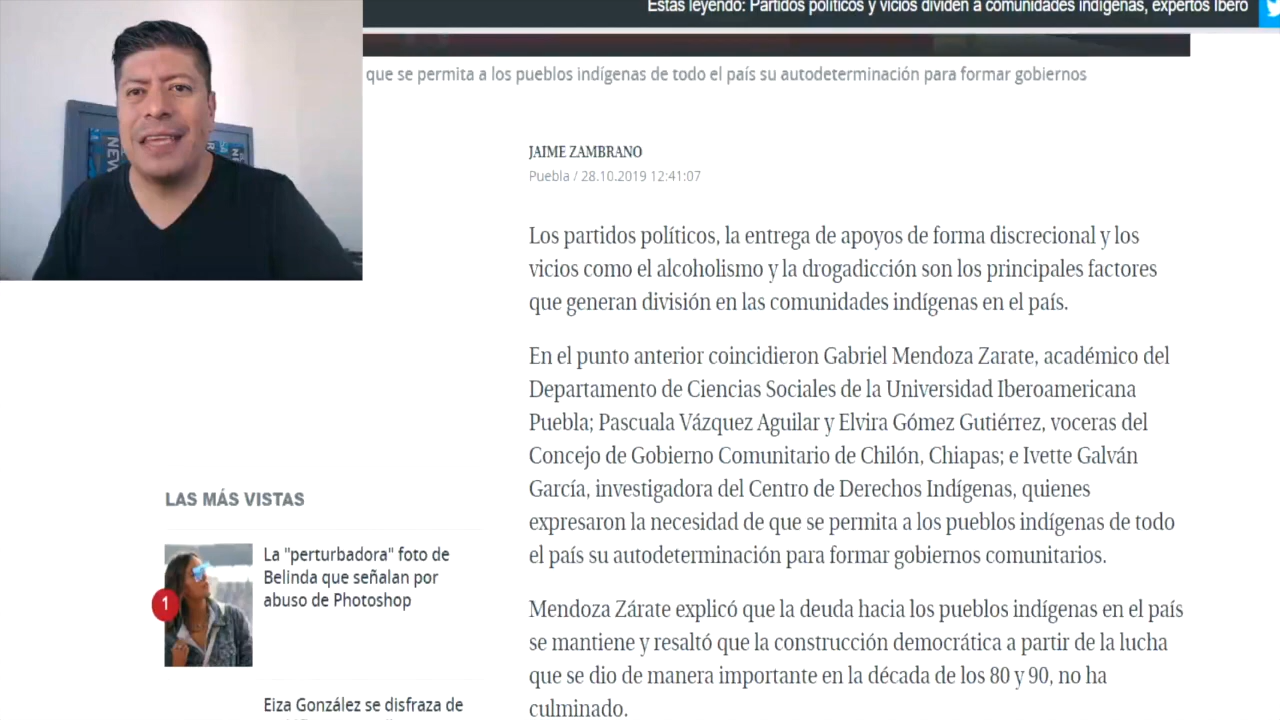 Estás leyendo: Partidos políticos y vicios dividen a comunidades indígenas, expertos Ibero
que se permita a los pueblos indígenas de todo el país su autodeterminación para formar gobiernos
JAIME ZAMBRANO
Puebla / 28.10.2019 12:41:07
Los partidos políticos, la entrega de apoyos de forma discrecional y los
vicios como el alcoholismo y la drogadicción son los principales factores
que generan división en las comunidades indígenas en el país.
En el punto anterior coincidieron Gabriel Mendoza Zarate, académico del
Departamento de Ciencias Sociales de la Universidad Iberoamericana
Puebla; Pascuala Vázquez Aguilar y Elvira Gómez Gutiérrez, voceras del
Concejo de Gobierno Comunitario de Chilón, Chiapas; e Ivette Galván
García, investigadora del Centro de Derechos Indígenas, quienes
expresaron la necesidad de que se permita a los pueblos indígenas de todo
el país su autodeterminación para formar gobiernos comunitarios.
Mendoza Zárate explicó que la deuda hacia los pueblos indígenas en el país
se mantiene y resaltó que la construcción democrática a partir de la lucha
que se dio de manera importante en la década de los 80 y 90, no ha
culminado.
LAS MÁS VISTAS
1
La "perturbadora" foto de
Belinda que señalan por
abuso de Photoshop
Eiza González se disfraza de